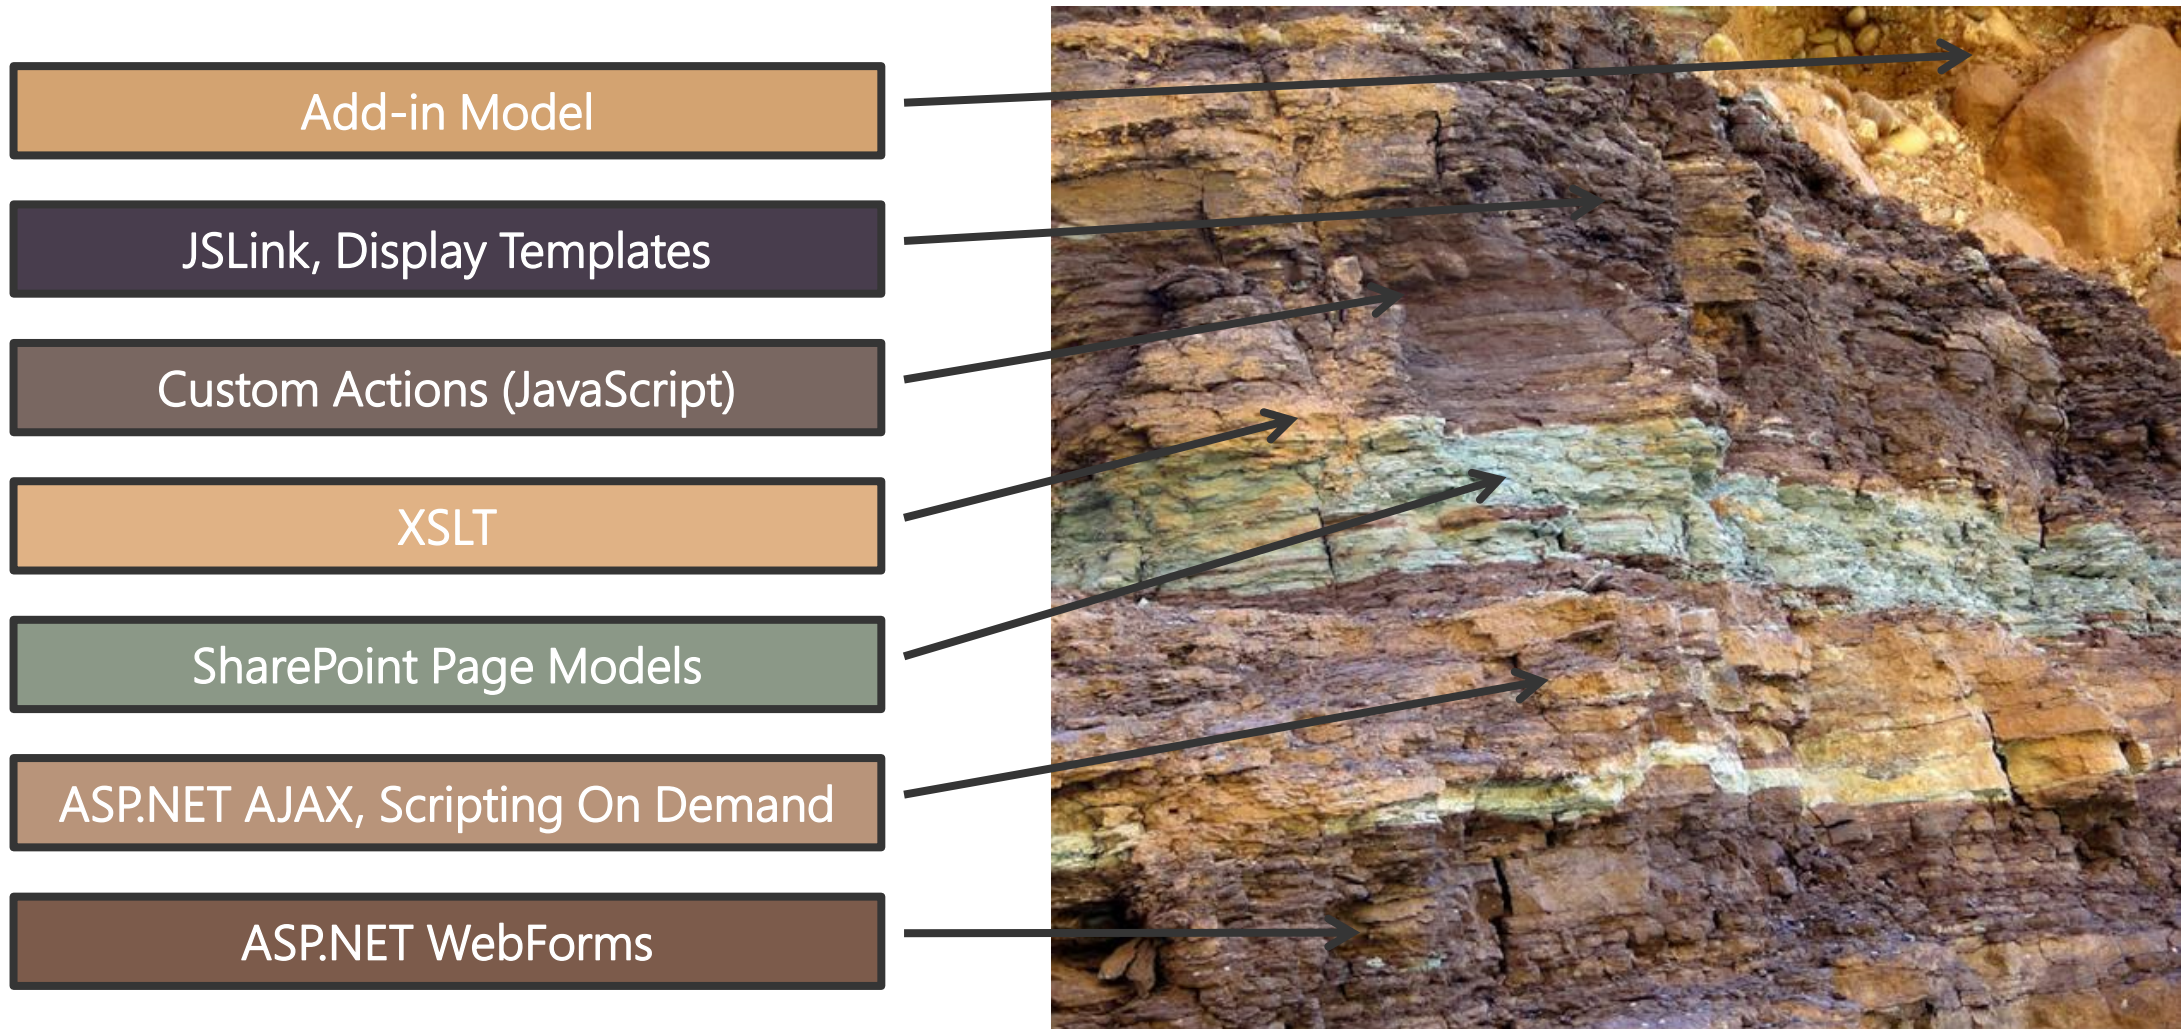 Add-in Model
JSLink, Display Templates
Custom Actions (JavaScript)
XSLT
SharePoint Page Models
ASP.NET AJAX, Scripting On Demand
ASP.NET WebForms